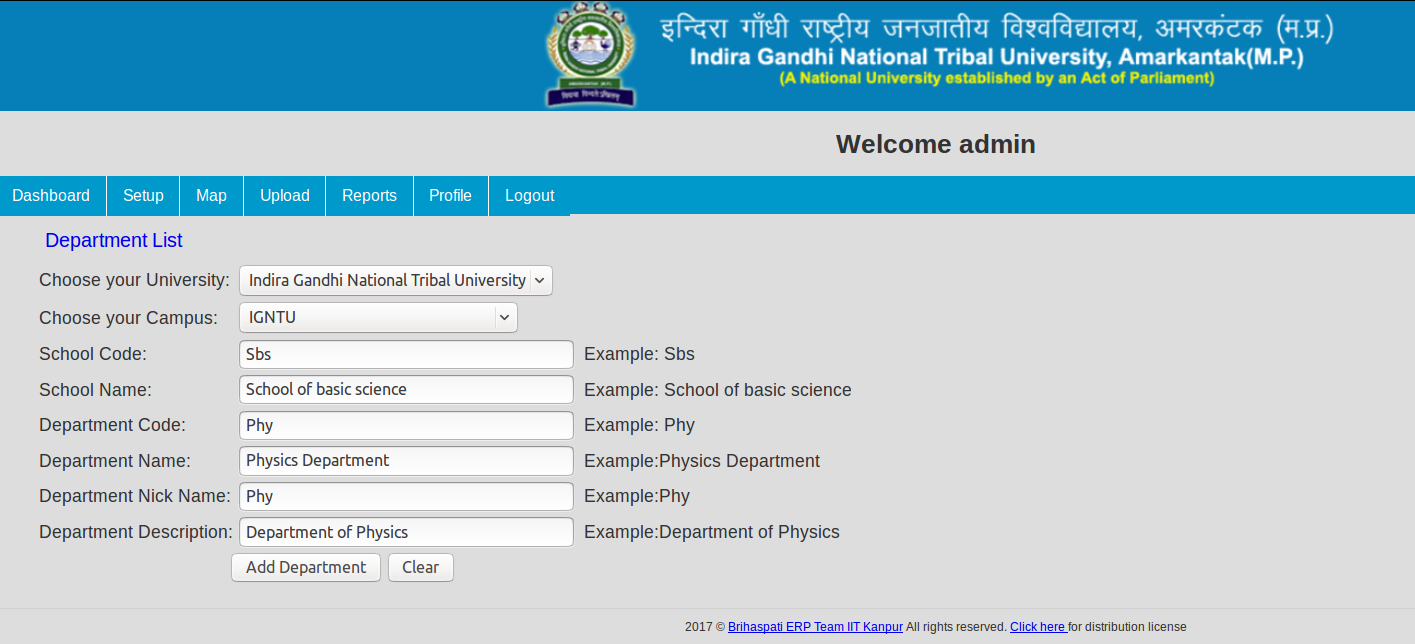 इन्दिरा गाँधी राष्ट्रीय जनजातीय विश्वविद्यालय, अमरकंटक (म.प्र.)
Indira Gandhi National Tribal University, Amarkantak(M.P.)
(A National University established by an Act of Parliament)
Welcome admin
Dashboard Setup Map Upload Reports Profile Logout
Department List
Choose your University: Indira Gandhi National Tribal University
Choose your Campus: IGNTU
School Code: Sbs Example: Sbs
School Name: School of basic science Example: School of basic science
Department Code: Phy Example: Phy
Department Name: Physics Department Example:Physics Department
Department Nick Name: Phy Example:Phy
Department Description: Department of Physics Example:Department of Physics
Add Department Clear
2017 © Brihaspati ERP Team IIT Kanpur All rights reserved. Click here for distribution license